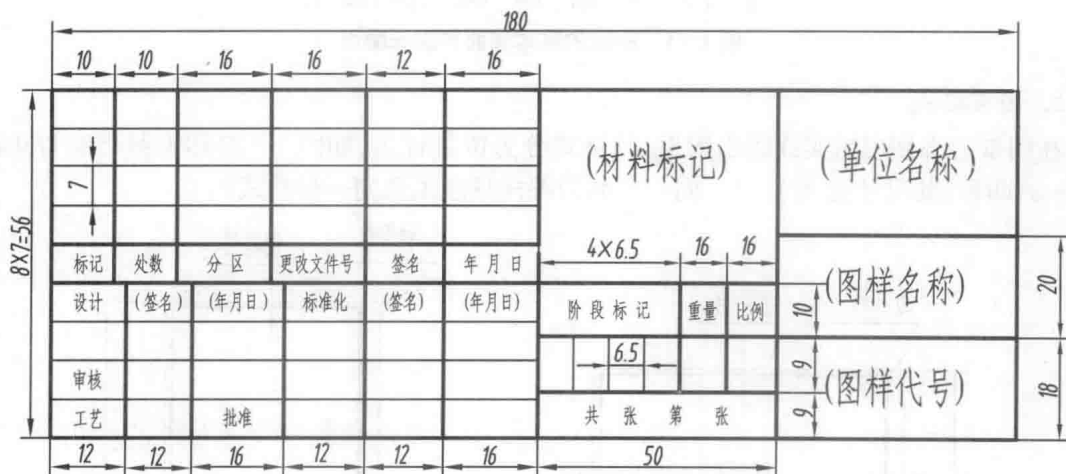 180
10 10 16 16 12 16
(材料标记) (单位名称)
7
8×7=56
标记 处数 分区 更改文件号 签名 年月日
4×6.5 16 16
设计 (签名) (年月日) 标准化 (签名) (年月日)
阶段标记 重量 比例
10
(图样名称)
20
6.5
9
审核
(图样代号)
18
工艺 批准
共 张 第 张
9
12 12 16 12 12 16 50